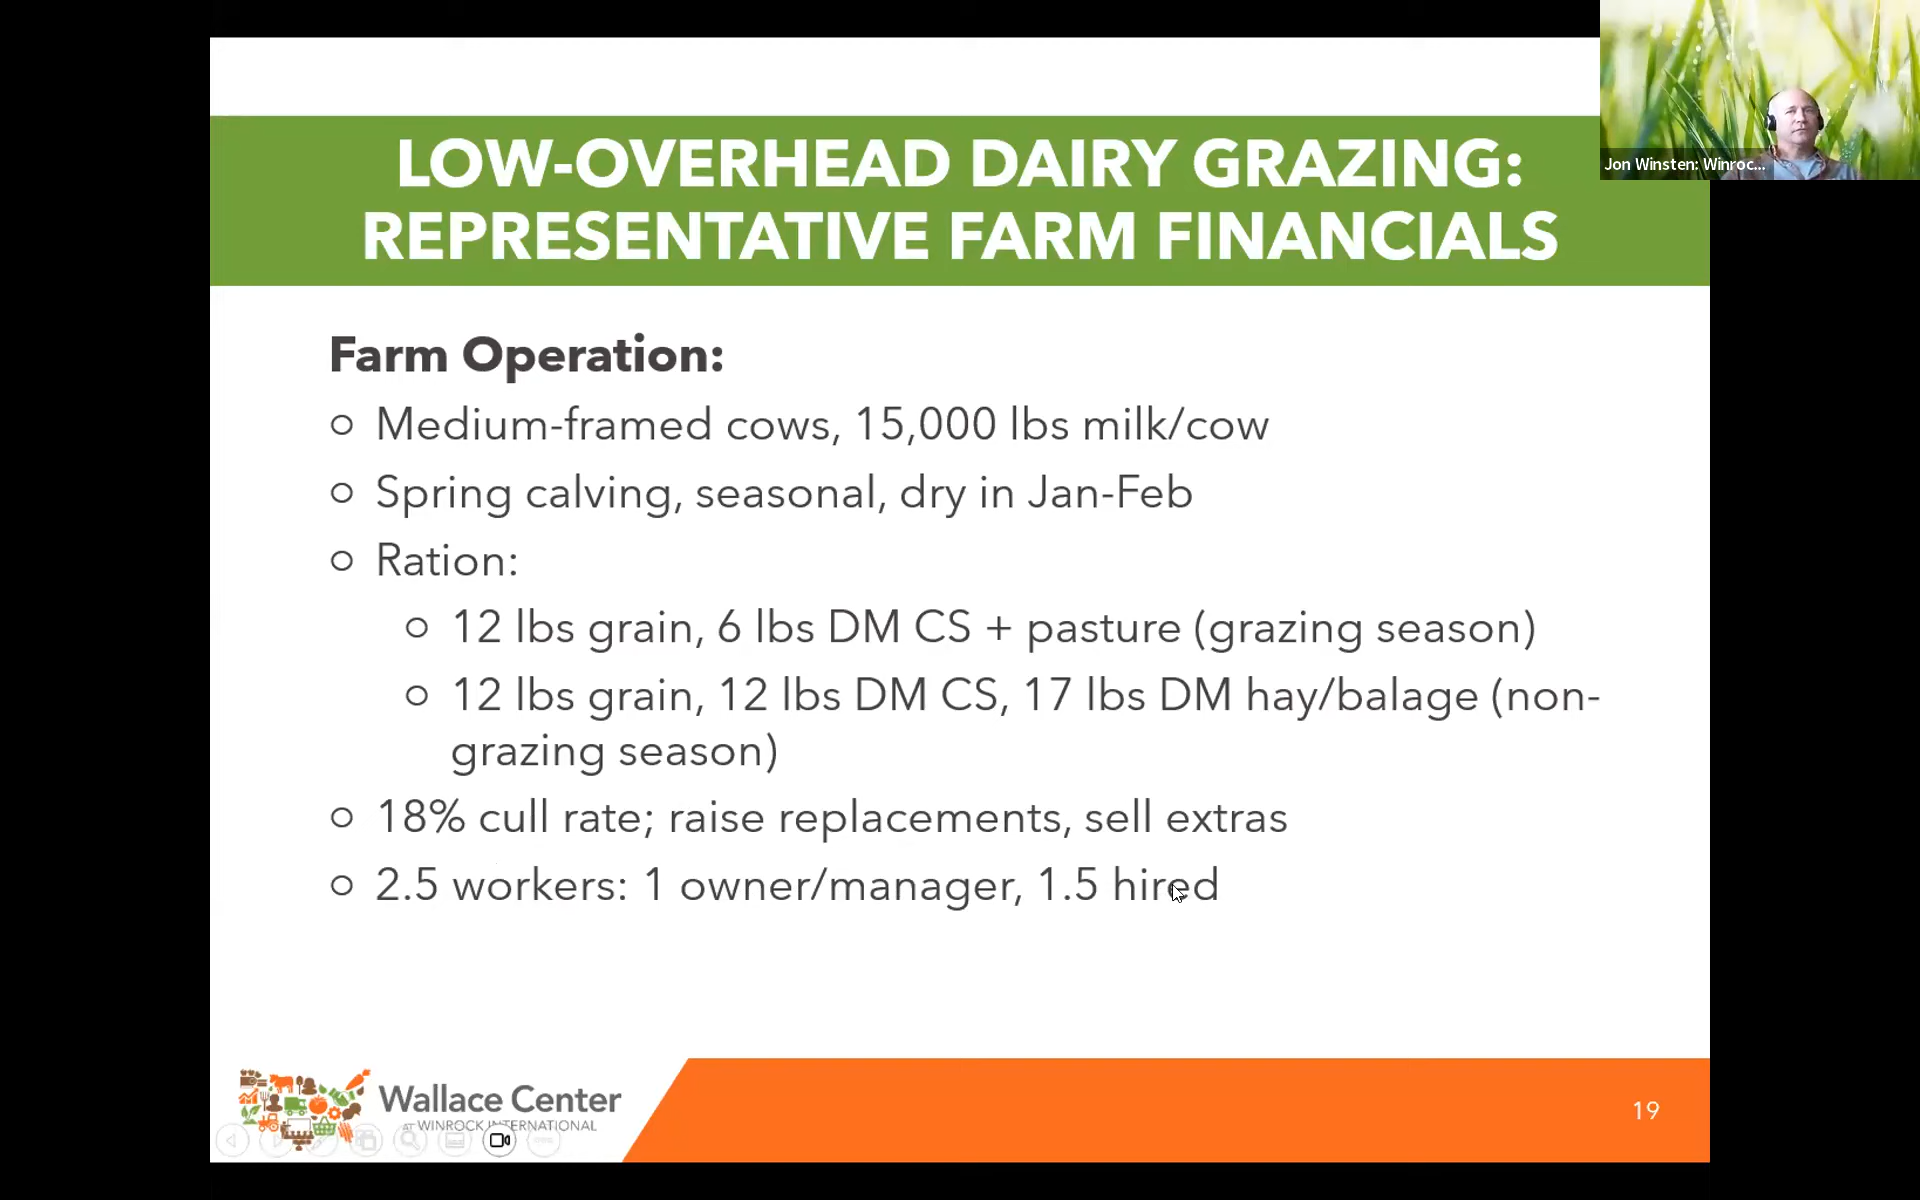 LOW-OVERHEAD DAIRY GRAZING:
REPRESENTATIVE FARM FINANCIALS
Jon Winsten: Winroc...
Farm Operation:
Medium-framed cows, 15,000 lbs milk/cow
Spring calving, seasonal, dry in Jan-Feb
Ration:
12 lbs grain, 6 lbs DM CS + pasture (grazing season)
12 lbs grain, 12 lbs DM CS, 17 lbs DM hay/balage (non-
grazing season)
18% cull rate; raise replacements, sell extras
2.5 workers: 1 owner/manager, 1.5 hired
Wallace Center
AT WINROCK INTERNATIONAL
19